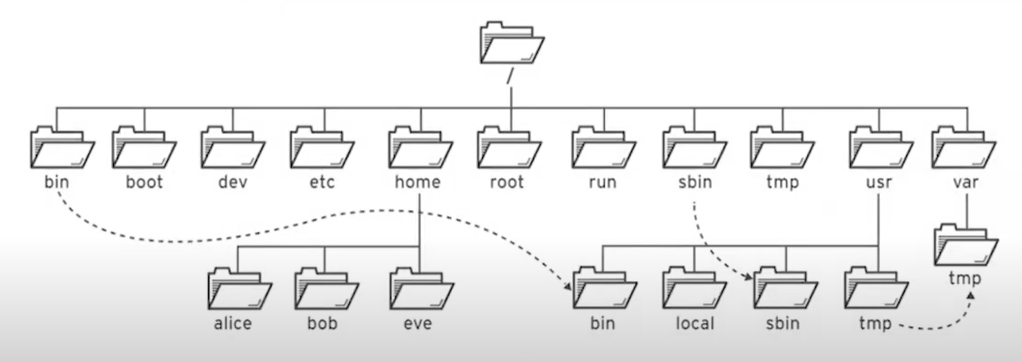 /
bin boot dev etc home root run sbin tmp usr var
tmp
alice bob eve bin local sbin tmp